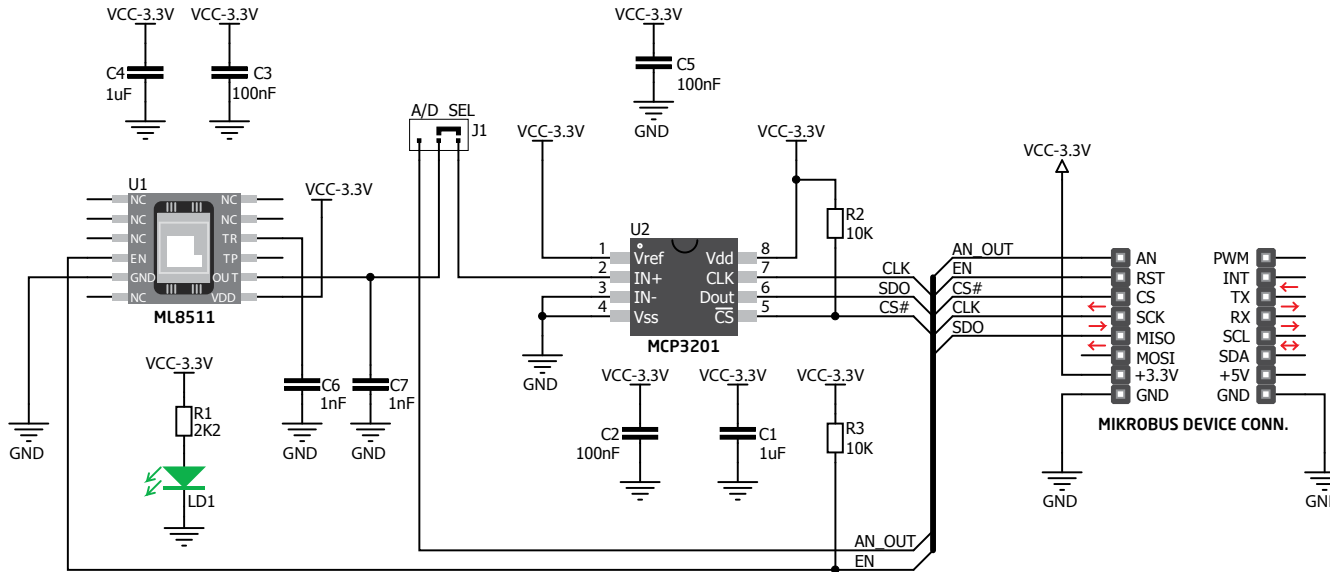 VCC-3.3V
VCC-3.3V
VCC-3.3V
C4
1uF
C3
100nF
C5
100nF
GND
A/D SEL
J1
VCC-3.3V
VCC-3.3V
VCC-3.3V
U1
NC
NC
NC
EN
GND
NC
NC
NC
TR
TP
OUT
VDD
ML8511
VCC-3.3V
R2
10K
U2
1
2
3
4
Vref
IN+
IN-
Vss
Vdd
CLK
Dout
CS
8
7
6
5
MCP3201
CLK
SDO
CS#
AN_OUT
EN
CS#
CLK
SDO
AN
RST
CS
SCK
MISO
MOSI
+3.3V
GND
PWM
INT
TX
RX
SCL
SDA
+5V
GND
MIKROBUS DEVICE CONN.
GND
GND
VCC-3.3V
R1
2K2
LD1
GND
C6
1nF
GND
C7
1nF
GND
GND
VCC-3.3V
VCC-3.3V
VCC-3.3V
C2
100nF
C1
1uF
R3
10K
AN_OUT
EN